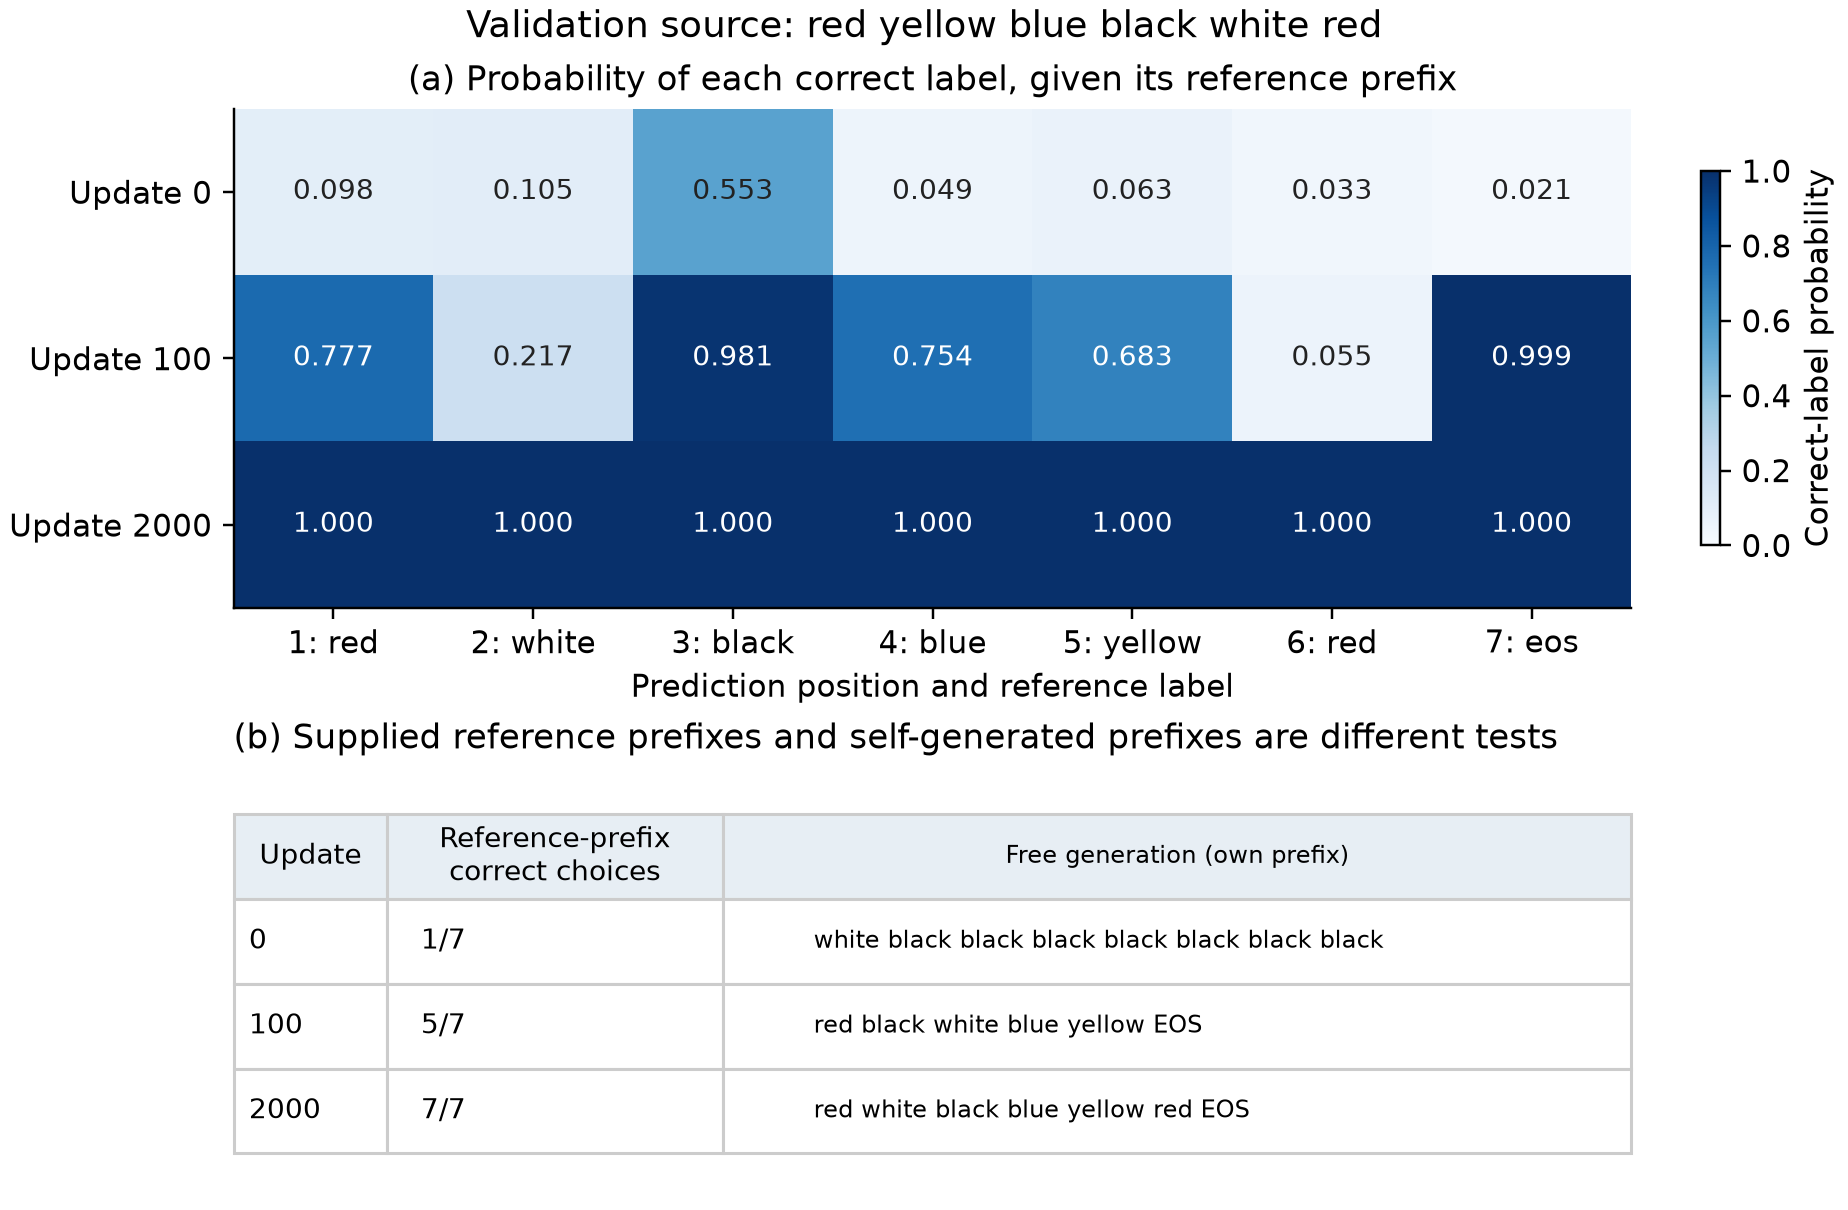 Validation source: red yellow blue black white red
(a) Probability of each correct label, given its reference prefix
Update 0 0.098 0.105 0.553 0.049 0.063 0.033 0.021
Update 100 0.777 0.217 0.981 0.754 0.683 0.055 0.999
Update 2000 1.000 1.000 1.000 1.000 1.000 1.000 1.000
1: red 2: white 3: black 4: blue 5: yellow 6: red 7: eos
Prediction position and reference label
1.0
0.8
0.6
0.4
0.2
0.0
Correct-label probability
(b) Supplied reference prefixes and self-generated prefixes are different tests
Update Reference-prefix correct choices Free generation (own prefix)
0 1/7 white black black black black black black black
100 5/7 red black white blue yellow EOS
2000 7/7 red white black blue yellow red EOS